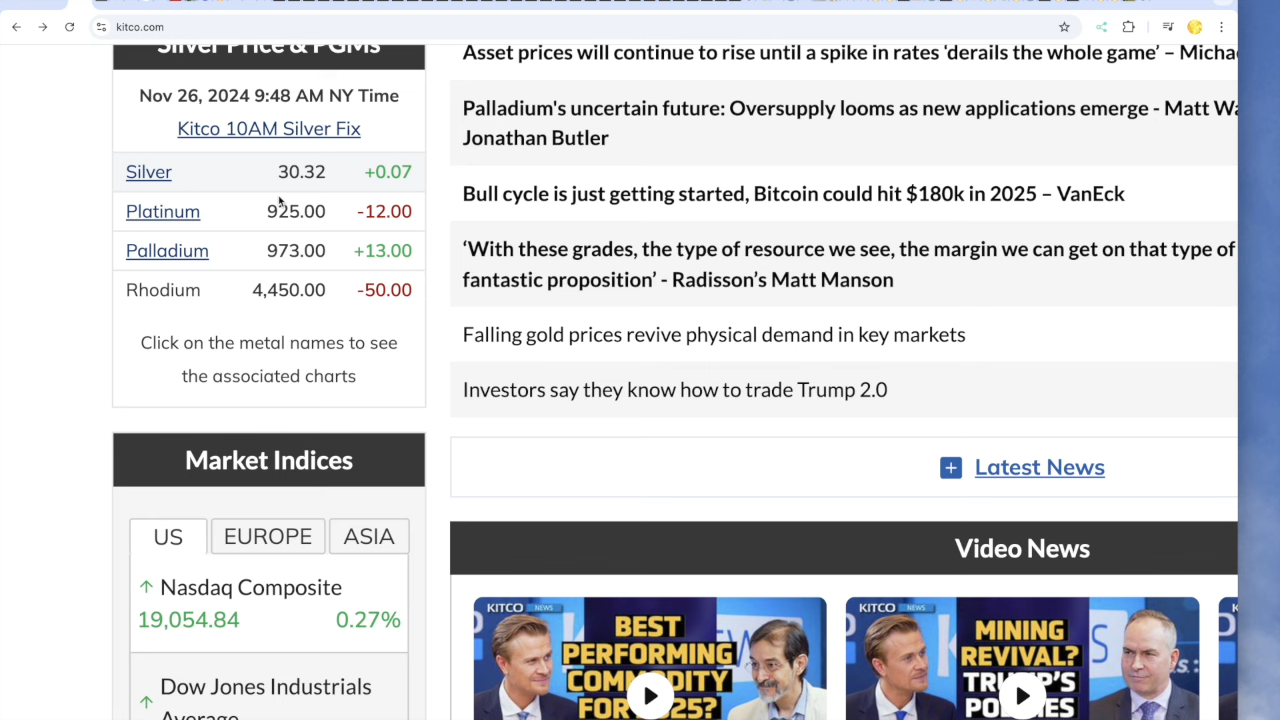 kitco.com
Silver Price & PGMs
Nov 26, 2024 9:48 AM NY Time
Kitco 10AM Silver Fix
Silver 30.32 +0.07
Platinum 925.00 -12.00
Palladium 973.00 +13.00
Rhodium 4,450.00 -50.00
Click on the metal names to see
the associated charts
Market Indices
US EUROPE ASIA
Nasdaq Composite
19,054.84 0.27%
Dow Jones Industrials
Average
Asset prices will continue to rise until a spike in rates ‘derails the whole game’ –
Palladium's uncertain future: Oversupply looms as new applications emerge - Matt
Jonathan Butler
Bull cycle is just getting started, Bitcoin could hit $180k in 2025 – VanEck
‘With these grades, the type of resource we see, the margin we can get on that type of
fantastic proposition’ - Radisson’s Matt Manson
Falling gold prices revive physical demand in key markets
Investors say they know how to trade Trump 2.0
Latest News
Video News
KITCO NEWS
BEST
PERFORMING
COMMODITY
FOR 2025?
KITCO NEWS
MINING
REVIVAL?
TRUMP'S